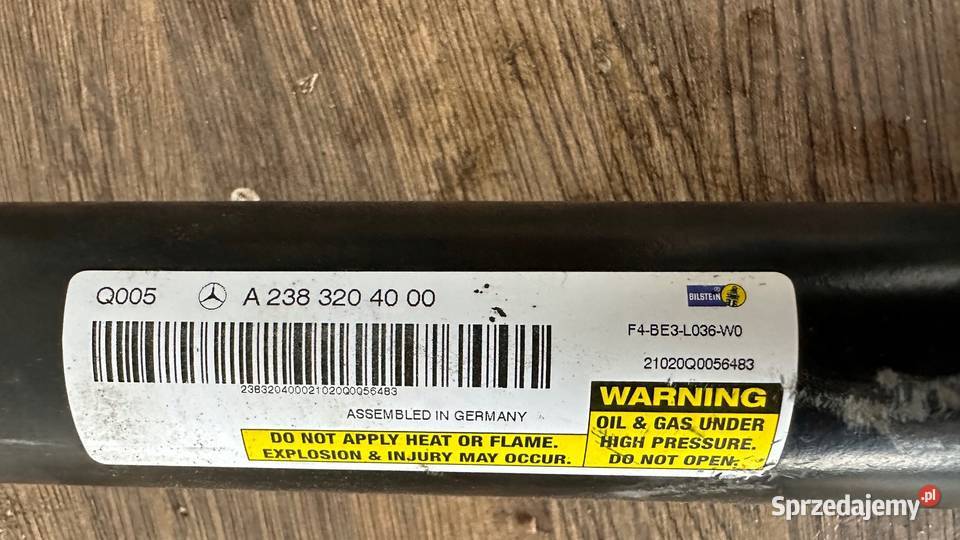 Q005 A 238 320 40 00
BILSTEIN
F4-BE3-L036-W0
21020Q0056483
238320400021020Q0056483
ASSEMBLED IN GERMANY
DO NOT APPLY HEAT OR FLAME.
EXPLOSION & INJURY MAY OCCUR.
WARNING
OIL & GAS UNDER
HIGH PRESSURE.
DO NOT OPEN.
Sprzedajemy.pl